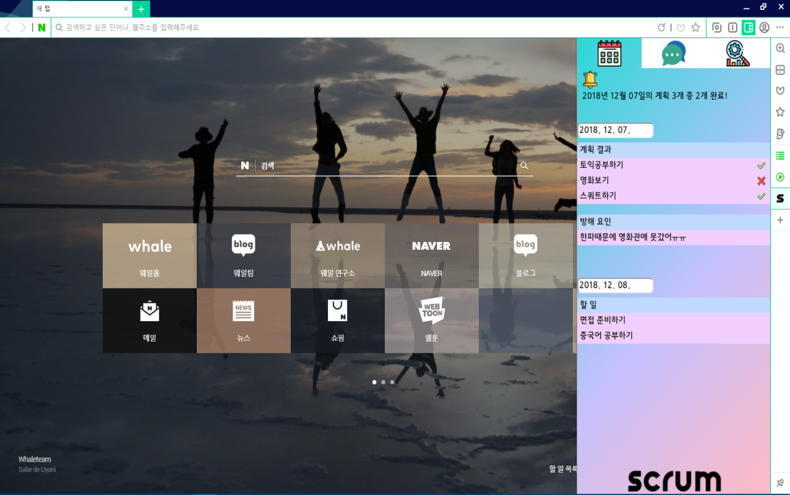 새 탭
N
검색하고 싶은 단어나, 웹주소를 입력해주세요.
2018년 12월 07일의 계획 3개 중 2개 완료!
2018. 12. 07.
계획 결과
토익공부하기
영화보기
스쿼트하기
방해 요인
한파때문에 영화관에 못갔어ㅠㅠ
2018. 12. 08.
할 일
면접 준비하기
중국어 공부하기
scrum
S
N 검색
whale
웨일홈
blog
웨일팀
whale
웨일 연구소
NAVER
NAVER
blog
블로그
N
메일
NEWS
뉴스
N
쇼핑
WEB
TOON
웹툰
Whaleteam
Salar de Uyuni
할 일 목록